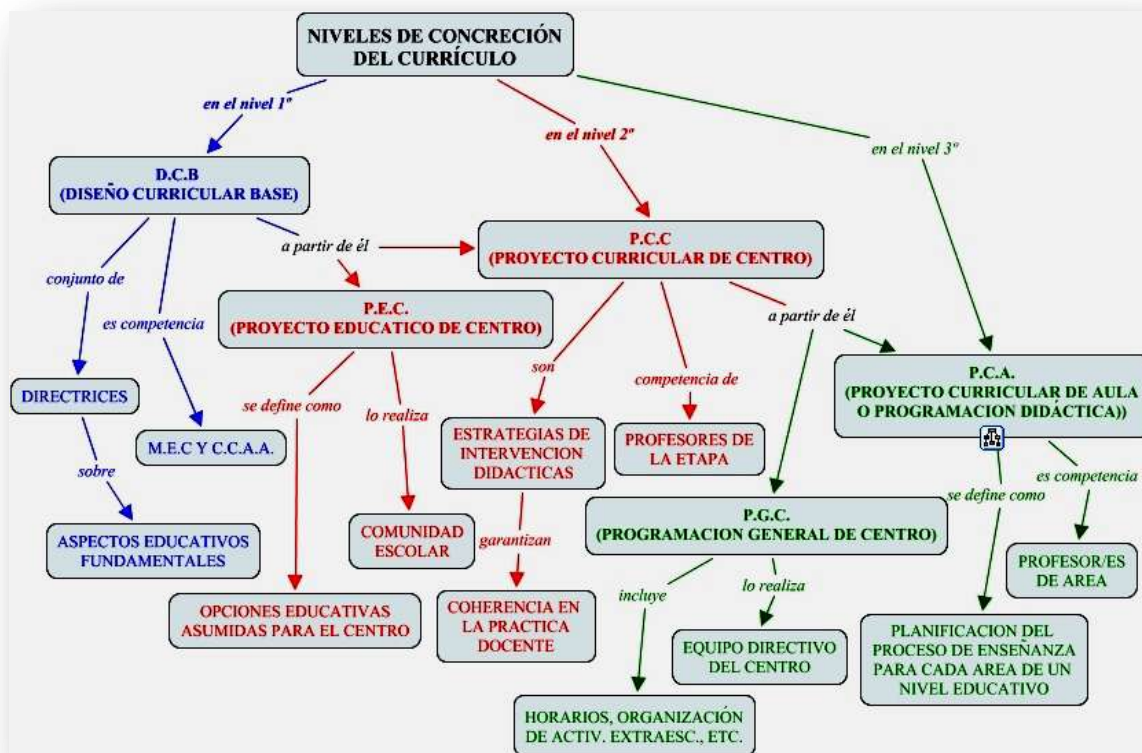 NIVELES DE CONCRECIÓN
DEL CURRÍCULO
en el nivel 1º
en el nivel 2º
en el nivel 3º
D.C.B
(DISEÑO CURRICULAR BASE)
P.C.C
(PROYECTO CURRICULAR DE CENTRO)
a partir de él
conjunto de
es competencia
P.E.C.
(PROYECTO EDUCATICO DE CENTRO)
a partir de él
P.C.A.
(PROYECTO CURRICULAR DE AULA
O PROGRAMACION DIDÁCTICA))
DIRECTRICES
se define como
lo realiza
son
competencia de
M.E.C Y C.C.A.A.
ESTRATEGIAS DE
INTERVENCION
DIDACTICAS
PROFESORES DE
LA ETAPA
sobre
se define como
es competencia
P.G.C.
(PROGRAMACION GENERAL DE CENTRO)
COMUNIDAD
ESCOLAR
garantizan
ASPECTOS EDUCATIVOS
FUNDAMENTALES
PROFESOR/ES
DE AREA
incluye
lo realiza
OPCIONES EDUCATIVAS
ASUMIDAS PARA EL CENTRO
COHERENCIA EN
LA PRACTICA
DOCENTE
EQUIPO DIRECTIVO
DEL CENTRO
PLANIFICACION DEL
PROCESO DE ENSEÑANZA
PARA CADA AREA DE UN
NIVEL EDUCATIVO
HORARIOS, ORGANIZACIÓN
DE ACTIV. EXTRAESC., ETC.